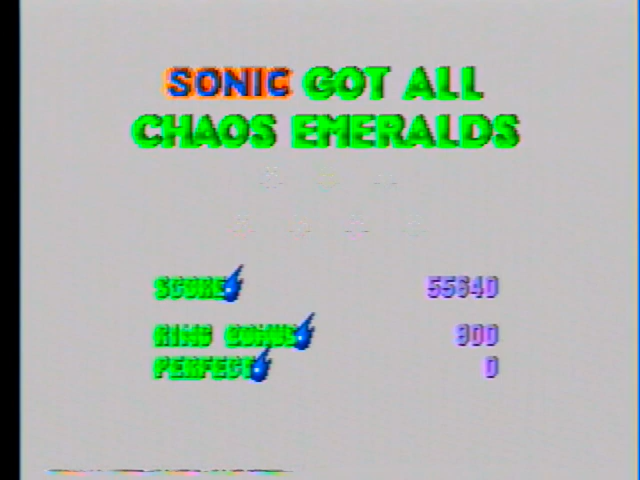 SONIC GOT ALL
CHAOS EMERALDS
SCORE 55640
RING BONUS 800
PERFECT 0